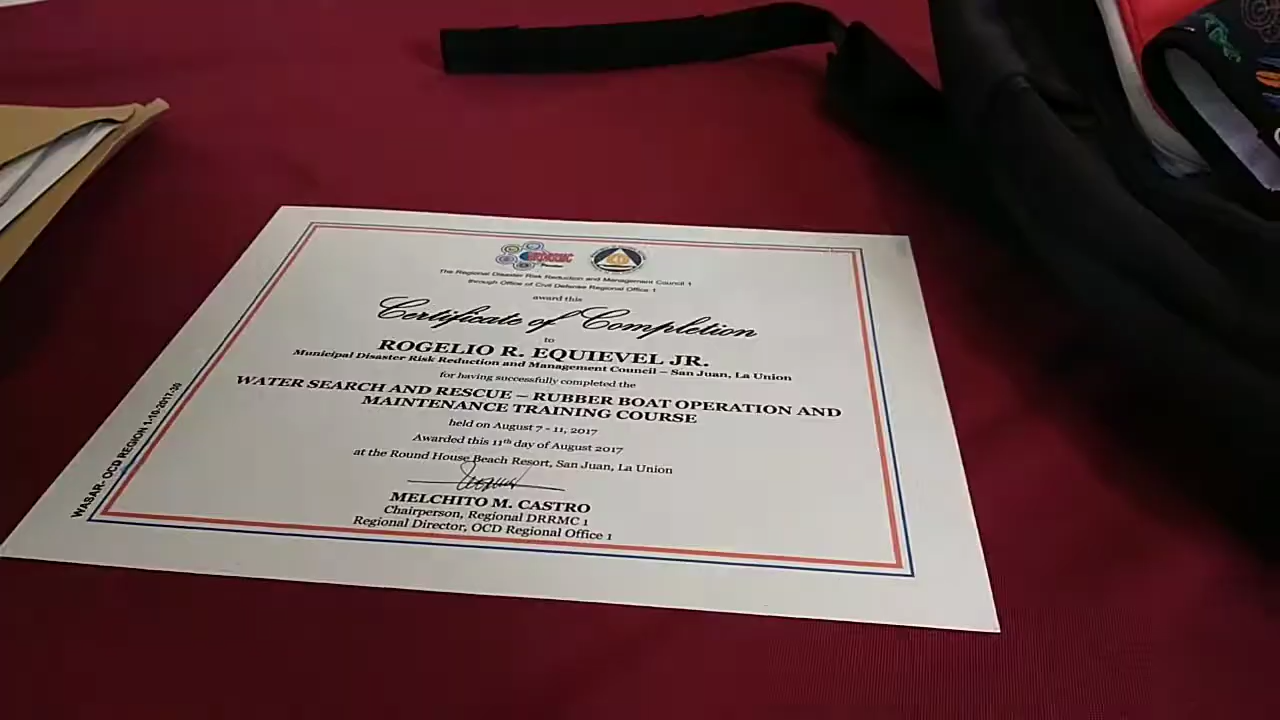 The Regional Disaster Risk Reduction and Management Council 1
through Office of Civil Defense Regional Office 1
award this
Certificate of Completion
to
ROGELIO R. EQUIEVEL JR.
Municipal Disaster Risk Reduction and Management Council – San Juan, La Union
for having successfully completed the
WATER SEARCH AND RESCUE – RUBBER BOAT OPERATION AND
MAINTENANCE TRAINING COURSE
held on August 7 - 11, 2017
Awarded this 11th day of August 2017
at the Round House Beach Resort, San Juan, La Union
MELCHITO M. CASTRO
Chairperson, Regional DRRMC 1
Regional Director, OCD Regional Office 1
WASAR- OCD REGION 1-10-2017-30